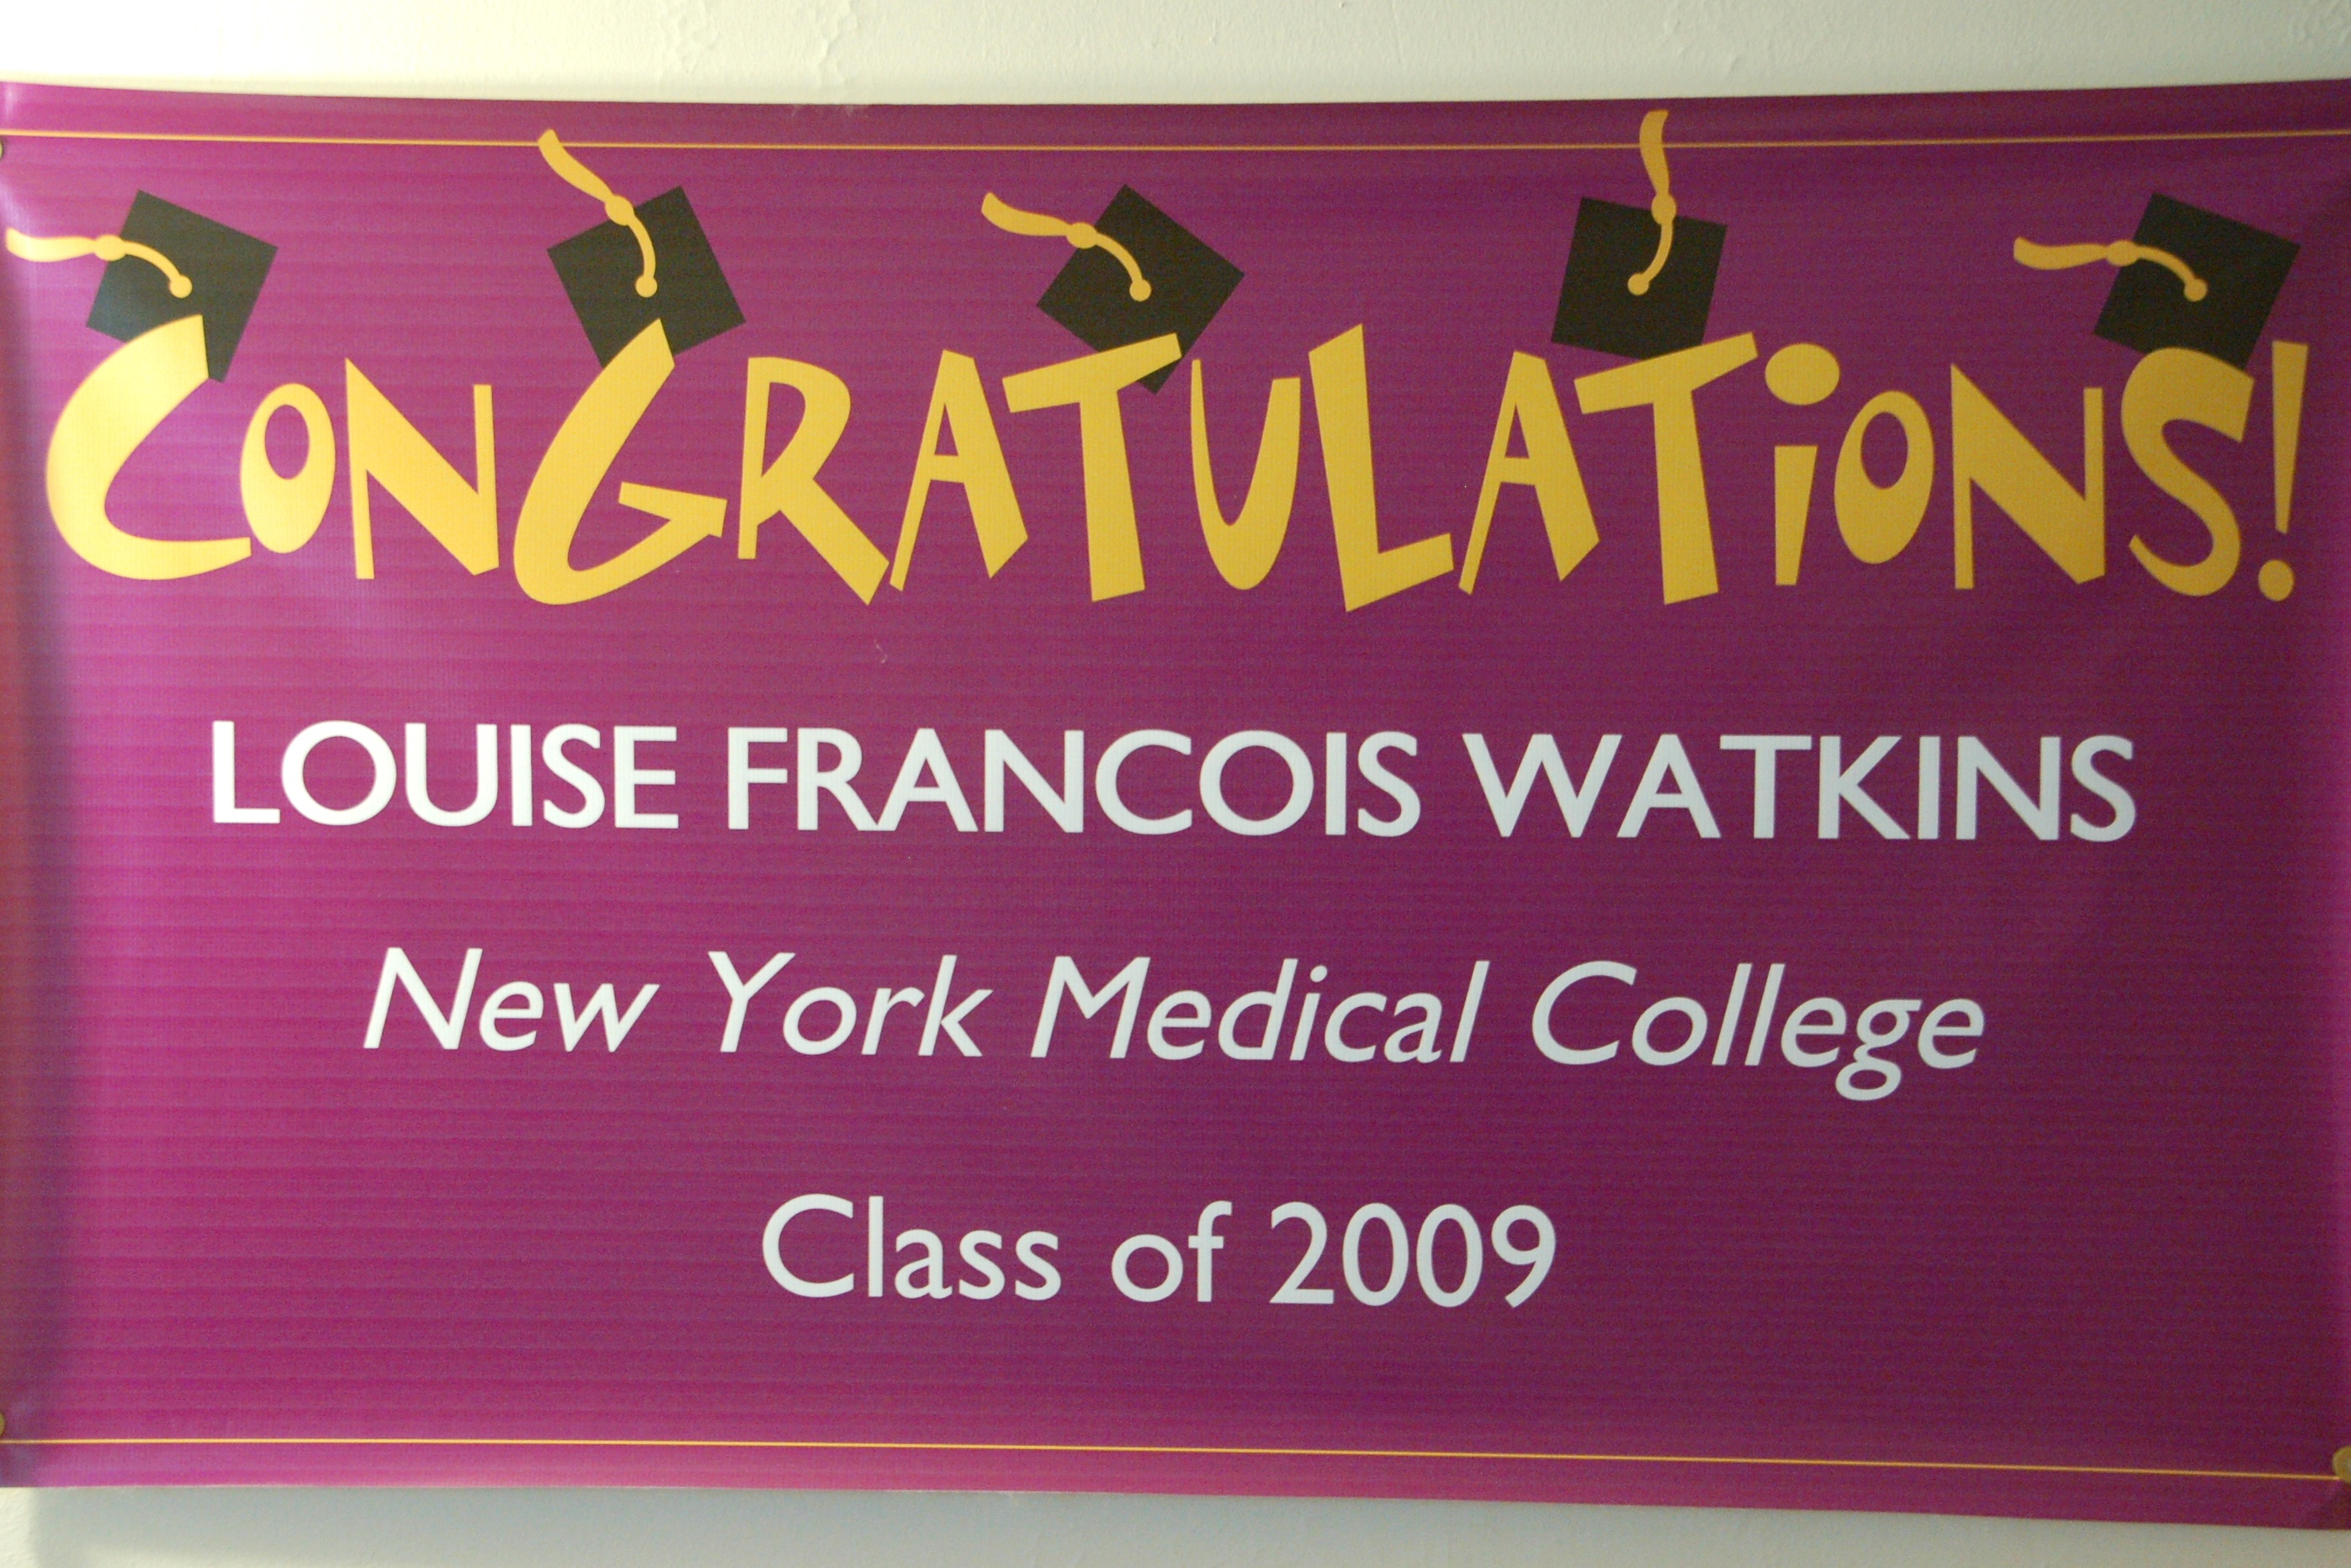 CONGRATULATiONS!
LOUISE FRANCOIS WATKINS
New York Medical College
Class of 2009